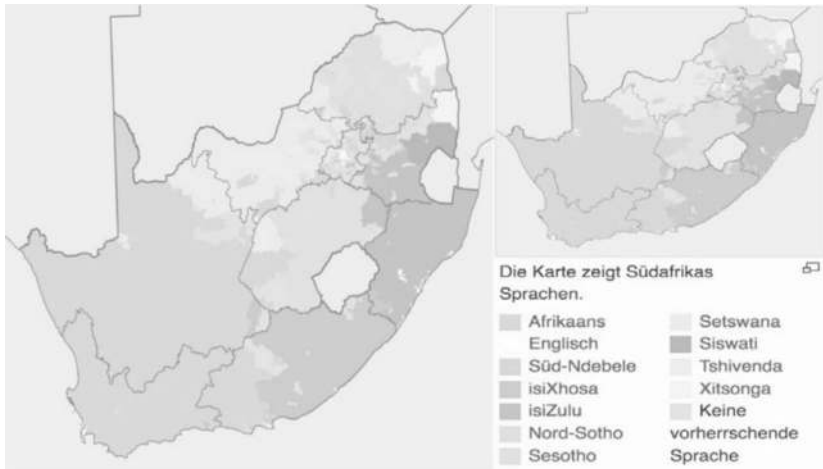 Die Karte zeigt Südafrikas
Sprachen.
Afrikaans
Englisch
Süd-Ndebele
isiXhosa
isiZulu
Nord-Sotho
Sesotho
Setswana
Siswati
Tshivenda
Xitsonga
Keine
vorherrschende
Sprache